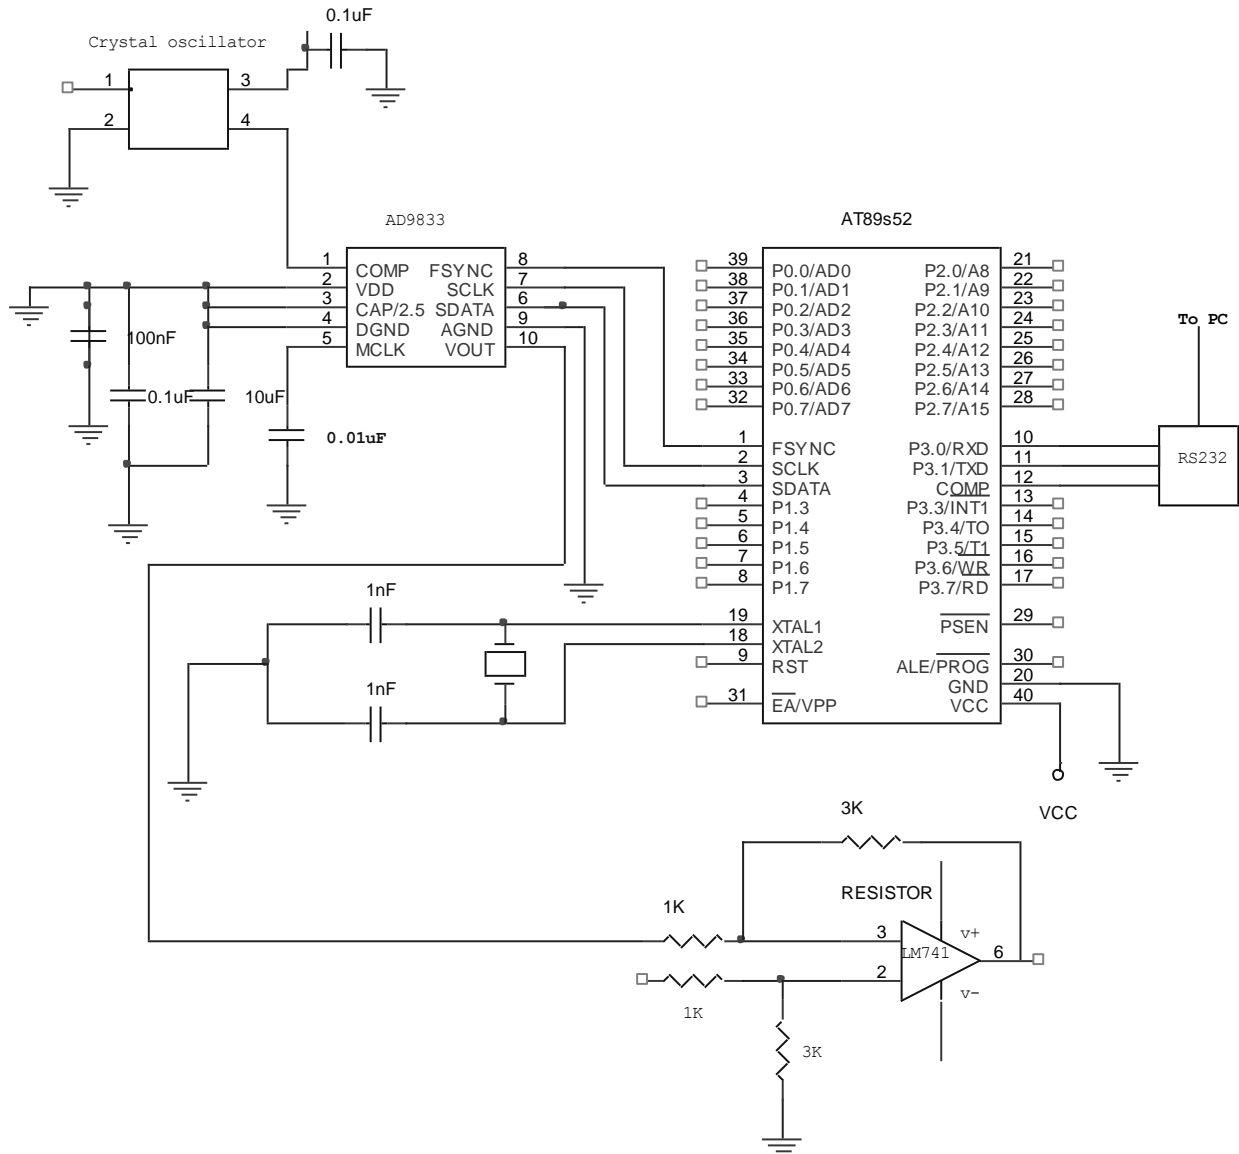 0.1uF
Crystal oscillator
1
3
2
4
AD9833
1 COMP FSYNC 8
2 VDD SCLK 7
3 CAP/2.5 SDATA 6
4 DGND AGND 9
5 MCLK VOUT 10
100nF
0.1uF
10uF
0.01uF
AT89s52
39 P0.0/AD0 P2.0/A8 21
38 P0.1/AD1 P2.1/A9 22
37 P0.2/AD2 P2.2/A10 23
36 P0.3/AD3 P2.3/A11 24
35 P0.4/AD4 P2.4/A12 25
34 P0.5/AD5 P2.5/A13 26
33 P0.6/AD6 P2.6/A14 27
32 P0.7/AD7 P2.7/A15 28
1 FSYNC P3.0/RXD 10
2 SCLK P3.1/TXD 11
3 SDATA COMP 12
4 P1.3 P3.3/INT1 13
5 P1.4 P3.4/TO 14
6 P1.5 P3.5/T1 15
7 P1.6 P3.6/WR 16
8 P1.7 P3.7/RD 17
19 XTAL1 PSEN 29
18 XTAL2
9 RST ALE/PROG 30
GND 20
31 EA/VPP VCC 40
To PC
RS232
1nF
1nF
VCC
3K
RESISTOR
1K
3
v+
LM741
6
2
v-
1K
3K